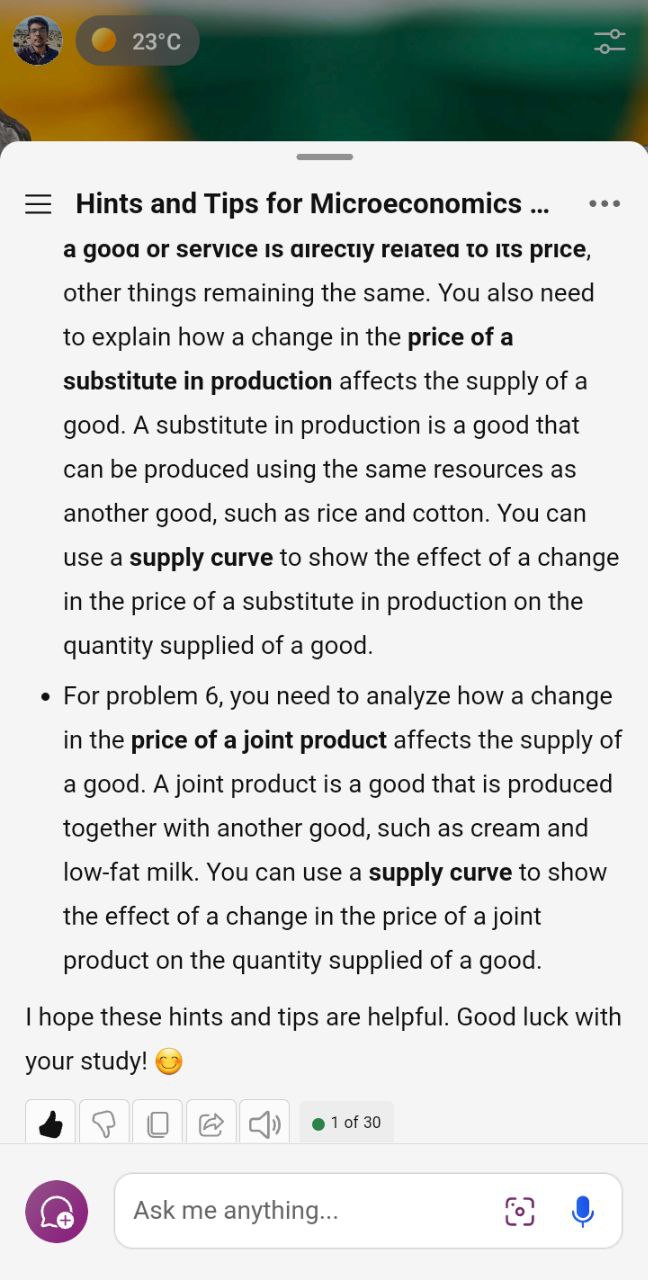 23°C
Hints and Tips for Microeconomics ...
a good or service is directly related to its price,
other things remaining the same. You also need
to explain how a change in the price of a
substitute in production affects the supply of a
good. A substitute in production is a good that
can be produced using the same resources as
another good, such as rice and cotton. You can
use a supply curve to show the effect of a change
in the price of a substitute in production on the
quantity supplied of a good.
• For problem 6, you need to analyze how a change
in the price of a joint product affects the supply of
a good. A joint product is a good that is produced
together with another good, such as cream and
low-fat milk. You can use a supply curve to show
the effect of a change in the price of a joint
product on the quantity supplied of a good.
I hope these hints and tips are helpful. Good luck with
your study! 😊
1 of 30
Ask me anything...